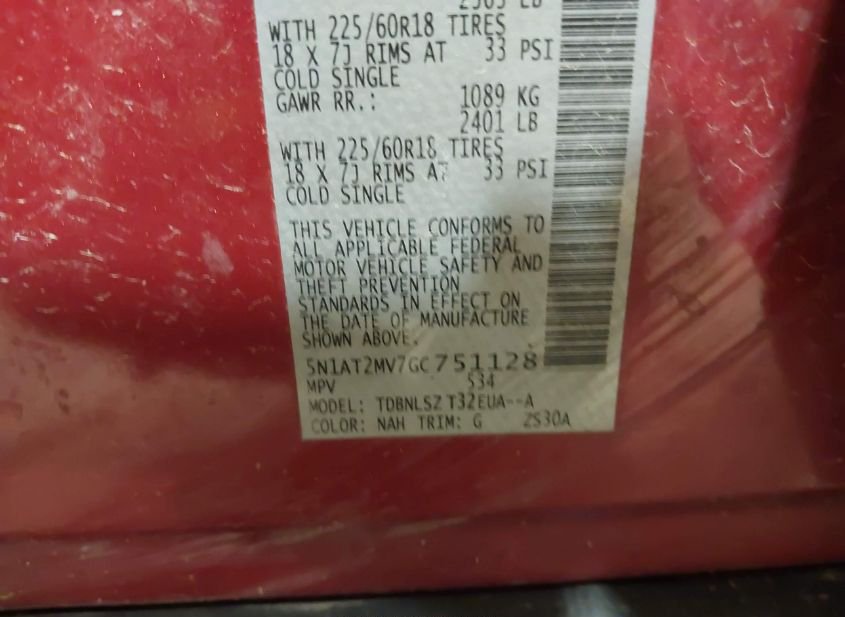 2505 LB
WITH 225/60R18 TIRES
18 X 7J RIMS AT 33 PSI
COLD SINGLE
GAWR RR.: 1089 KG
2401 LB
WITH 225/60R18 TIRES
18 X 7J RIMS AT 33 PSI
COLD SINGLE
THIS VEHICLE CONFORMS TO
ALL APPLICABLE FEDERAL
MOTOR VEHICLE SAFETY AND
THEFT PREVENTION
STANDARDS IN EFFECT ON
THE DATE OF MANUFACTURE
SHOWN ABOVE.
5N1AT2MV7GC751128
MPV S34
MODEL: TDBNLSZ T32EUA--A
COLOR: NAH TRIM: G ZS30A